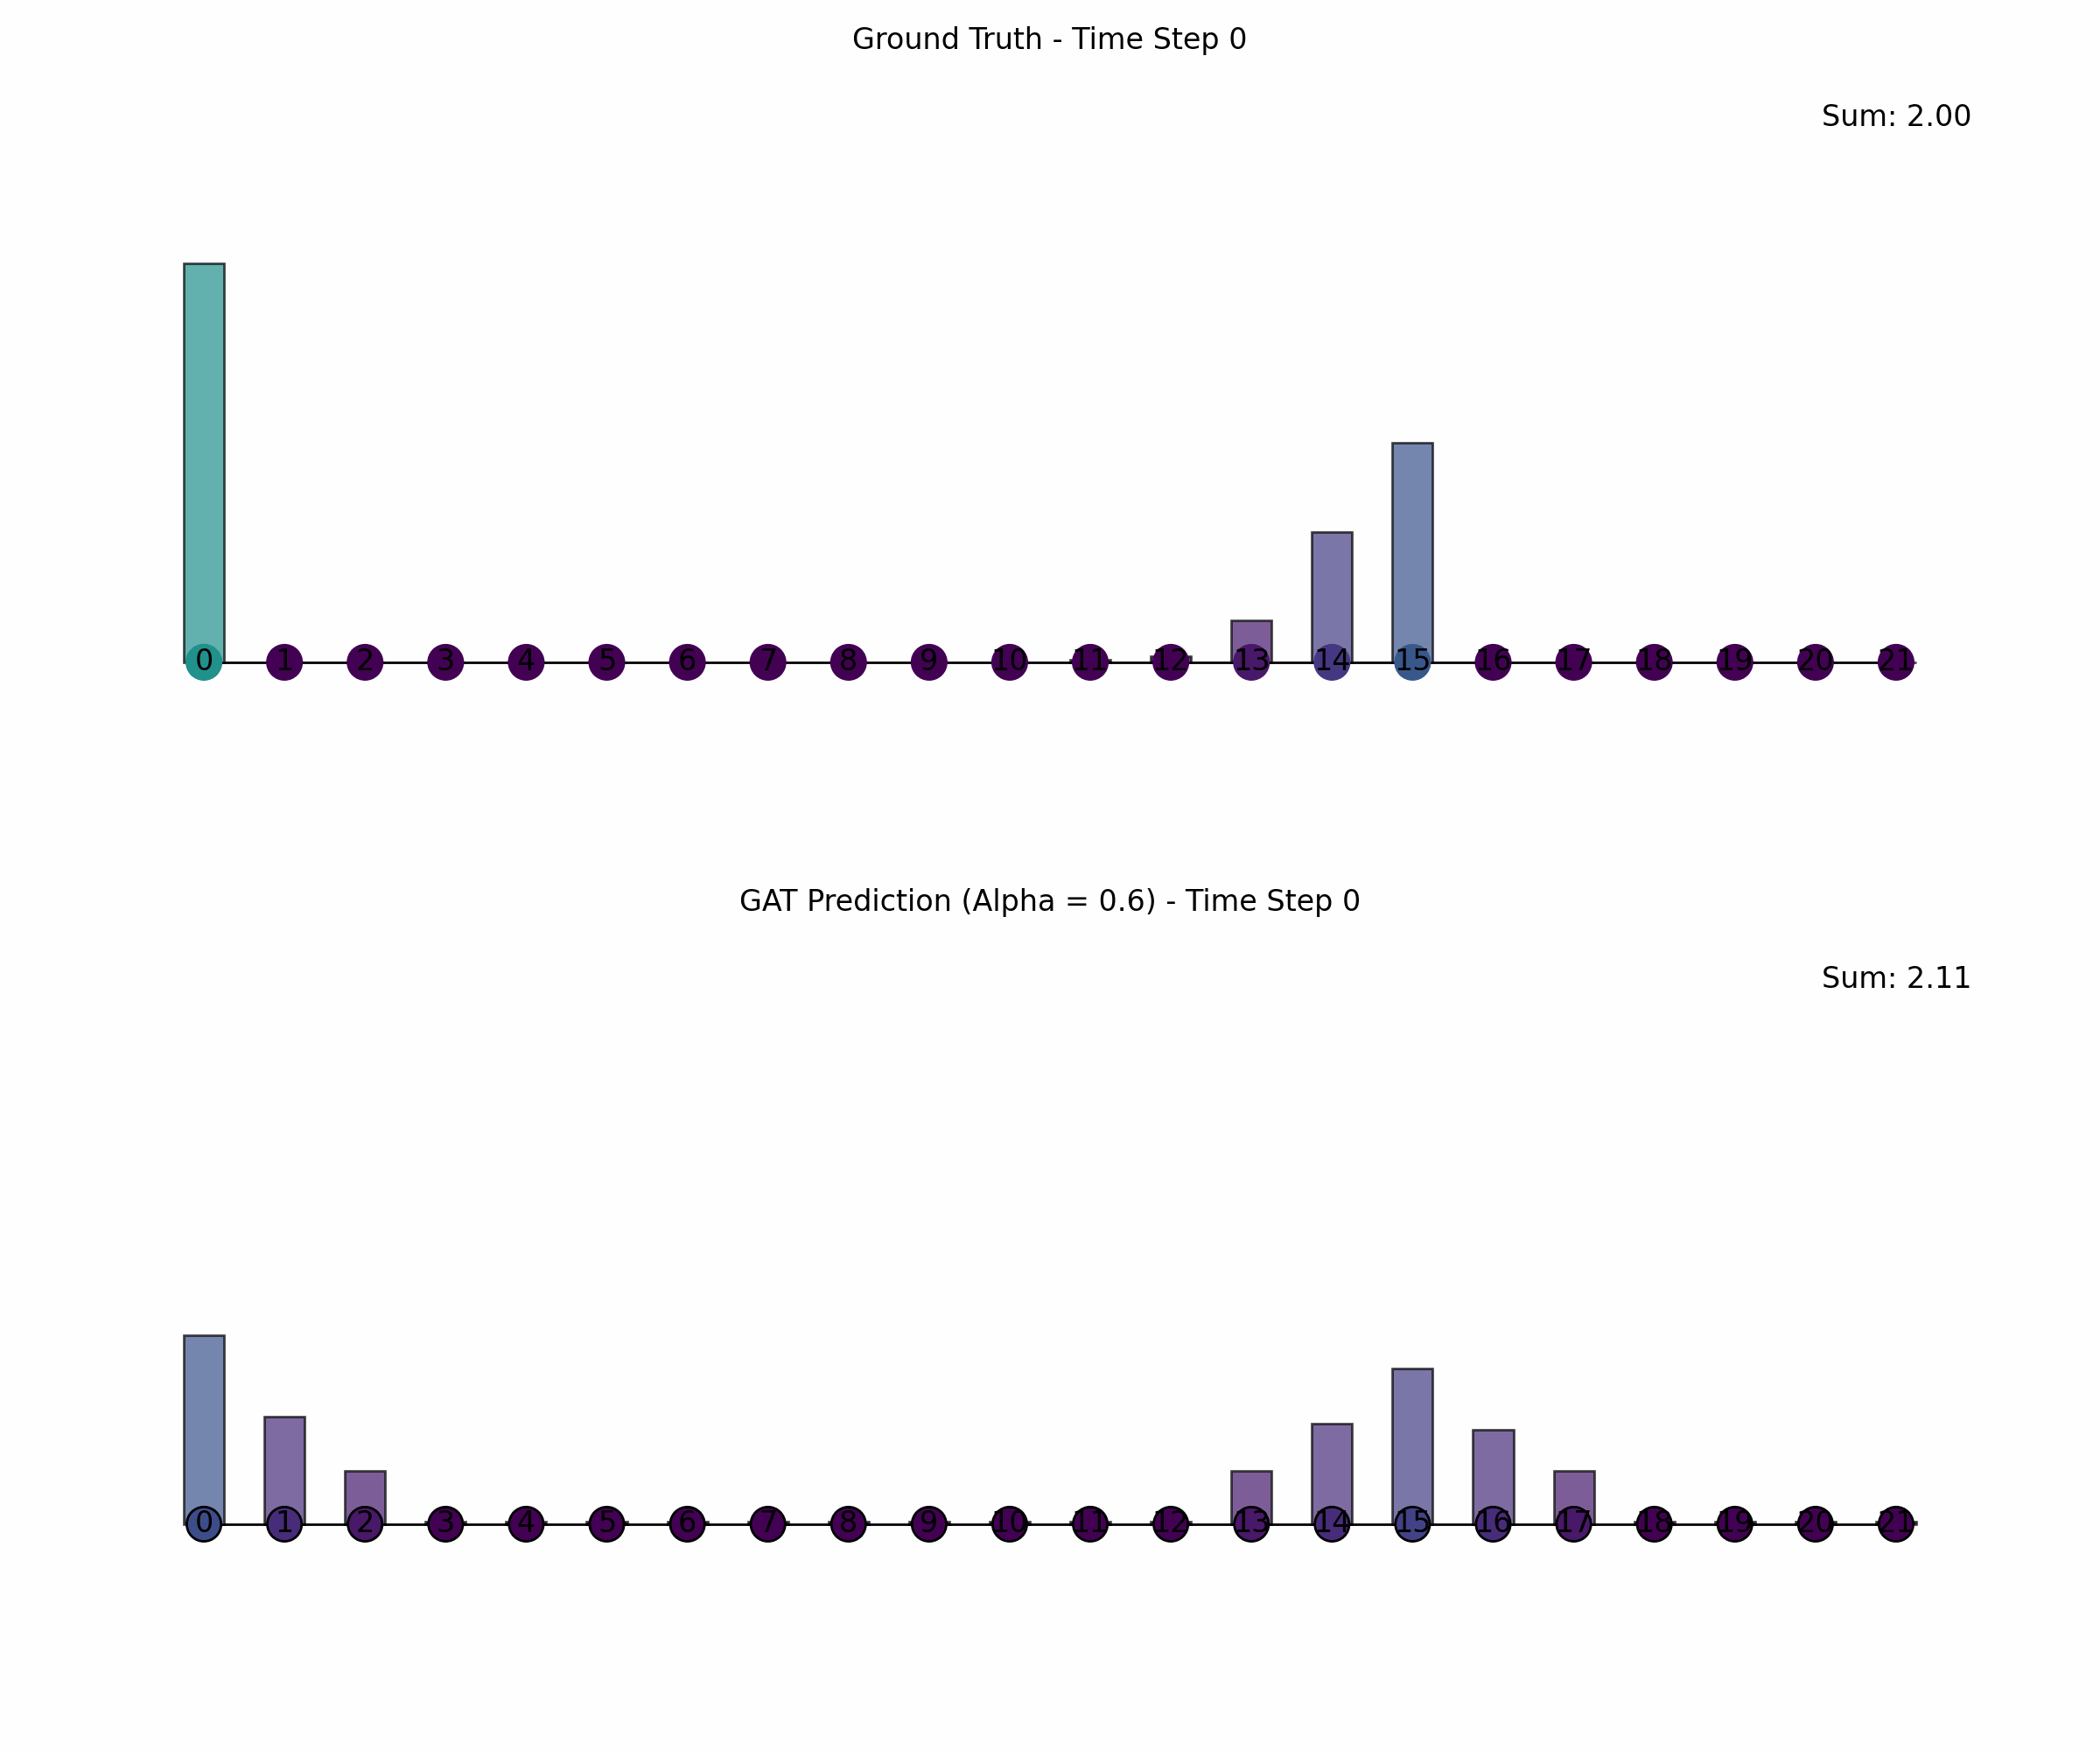 Ground Truth - Time Step 0
Sum: 2.00
0 1 2 3 4 5 6 7 8 9 10 11 12 13 14 15 16 17 18 19 20 21
GAT Prediction (Alpha = 0.6) - Time Step 0
Sum: 2.11
0 1 2 3 4 5 6 7 8 9 10 11 12 13 14 15 16 17 18 19 20 21